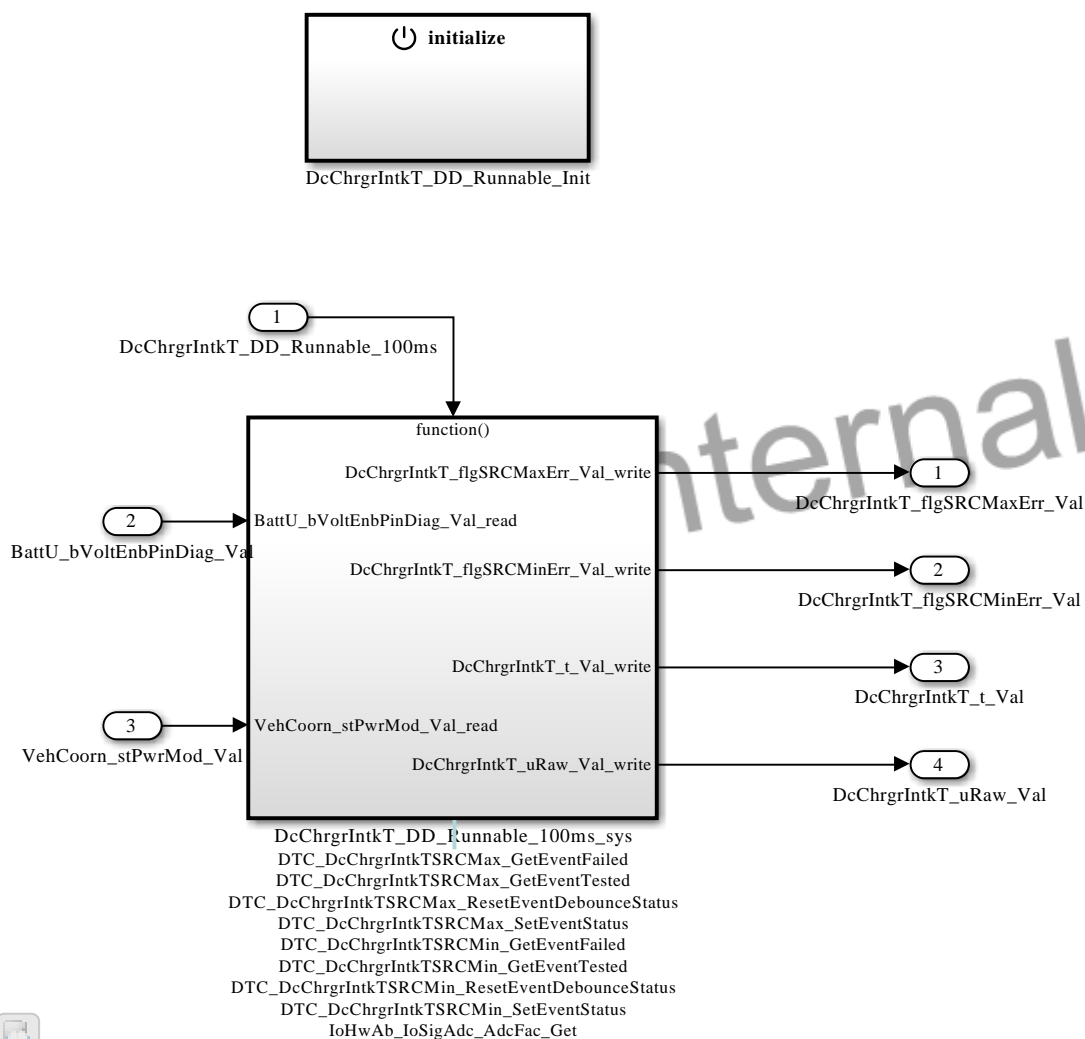 initialize
DcChrgrIntkT_DD_Runnable_Init
1
DcChrgrIntkT_DD_Runnable_100ms
function()
DcChrgrIntkT_flgSRCMaxErr_Val_write
1
DcChrgrIntkT_flgSRCMaxErr_Val
2
BattU_bVoltEnbPinDiag_Val_read
BattU_bVoltEnbPinDiag_Val
DcChrgrIntkT_flgSRCMinErr_Val_write
2
DcChrgrIntkT_flgSRCMinErr_Val
DcChrgrIntkT_t_Val_write
3
DcChrgrIntkT_t_Val
3
VehCoorn_stPwrMod_Val_read
VehCoorn_stPwrMod_Val
DcChrgrIntkT_uRaw_Val_write
4
DcChrgrIntkT_uRaw_Val
DcChrgrIntkT_DD_Runnable_100ms_sys
DTC_DcChrgrIntkTSRCMax_GetEventFailed
DTC_DcChrgrIntkTSRCMax_GetEventTested
DTC_DcChrgrIntkTSRCMax_ResetEventDebounceStatus
DTC_DcChrgrIntkTSRCMax_SetEventStatus
DTC_DcChrgrIntkTSRCMin_GetEventFailed
DTC_DcChrgrIntkTSRCMin_GetEventTested
DTC_DcChrgrIntkTSRCMin_ResetEventDebounceStatus
DTC_DcChrgrIntkTSRCMin_SetEventStatus
IoHwAb_IoSigAdc_AdcFac_Get
nternal